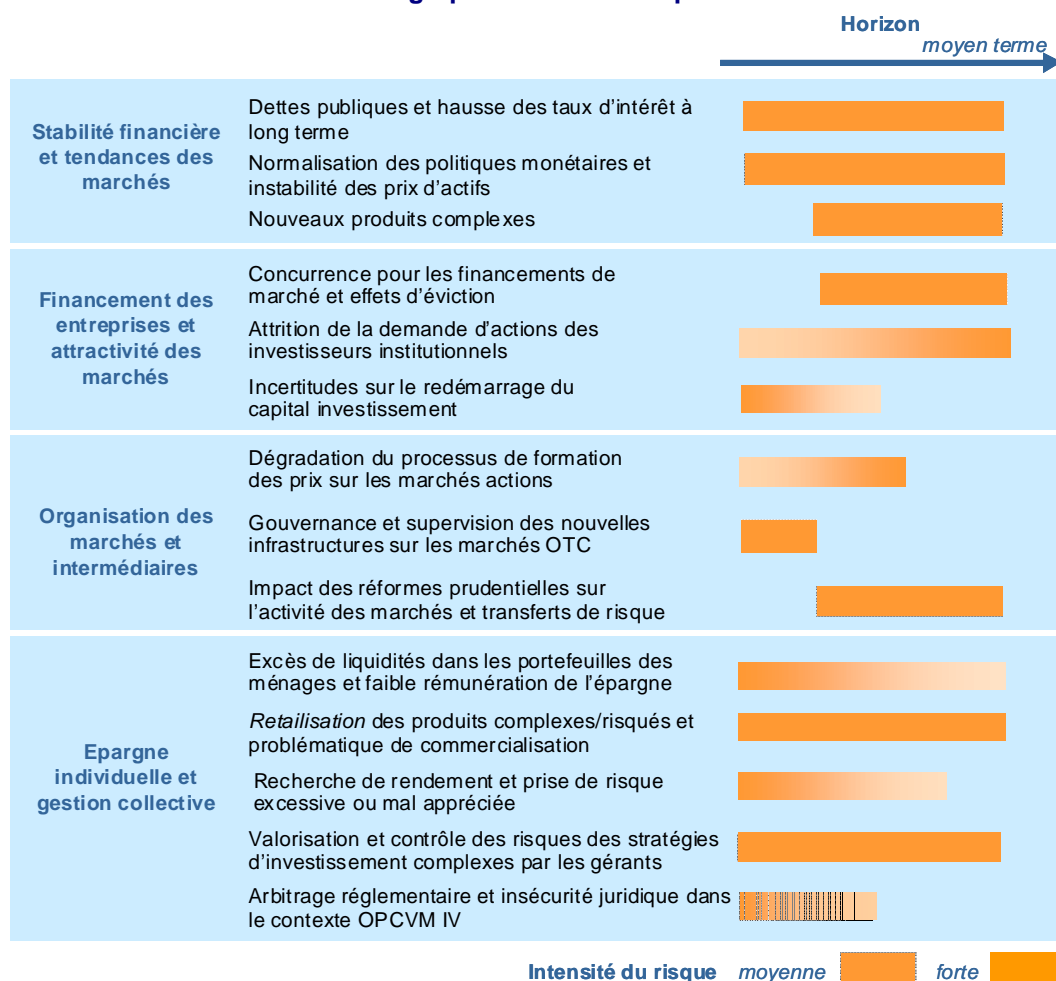 Horizon
moyen terme
Stabilité financière
et tendances des
marchés
Dettes publiques et hausse des taux d'intérêt à
long terme
Normalisation des politiques monétaires et
instabilité des prix d'actifs
Nouveaux produits complexes
Financement des
entreprises et
attractivité des
marchés
Concurrence pour les financements de
marché et effets d'éviction
Attrition de la demande d'actions des
investisseurs institutionnels
Incertitudes sur le redémarrage du
capital investissement
Organisation des
marchés et
intermédiaires
Dégradation du processus de formation
des prix sur les marchés actions
Gouvernance et supervision des nouvelles
infrastructures sur les marchés OTC
Impact des réformes prudentielles sur
l'activité des marchés et transferts de risque
Epargne
individuelle et
gestion collective
Excès de liquidités dans les portefeuilles des
ménages et faible rémunération de l'épargne
Retailisation des produits complexes/risqués et
problématique de commercialisation
Recherche de rendement et prise de risque
excessive ou mal appréciée
Valorisation et contrôle des risques des stratégies
d'investissement complexes par les gérants
Arbitrage réglementaire et insécurité juridique dans
le contexte OPCVM IV
Intensité du risque moyenne forte